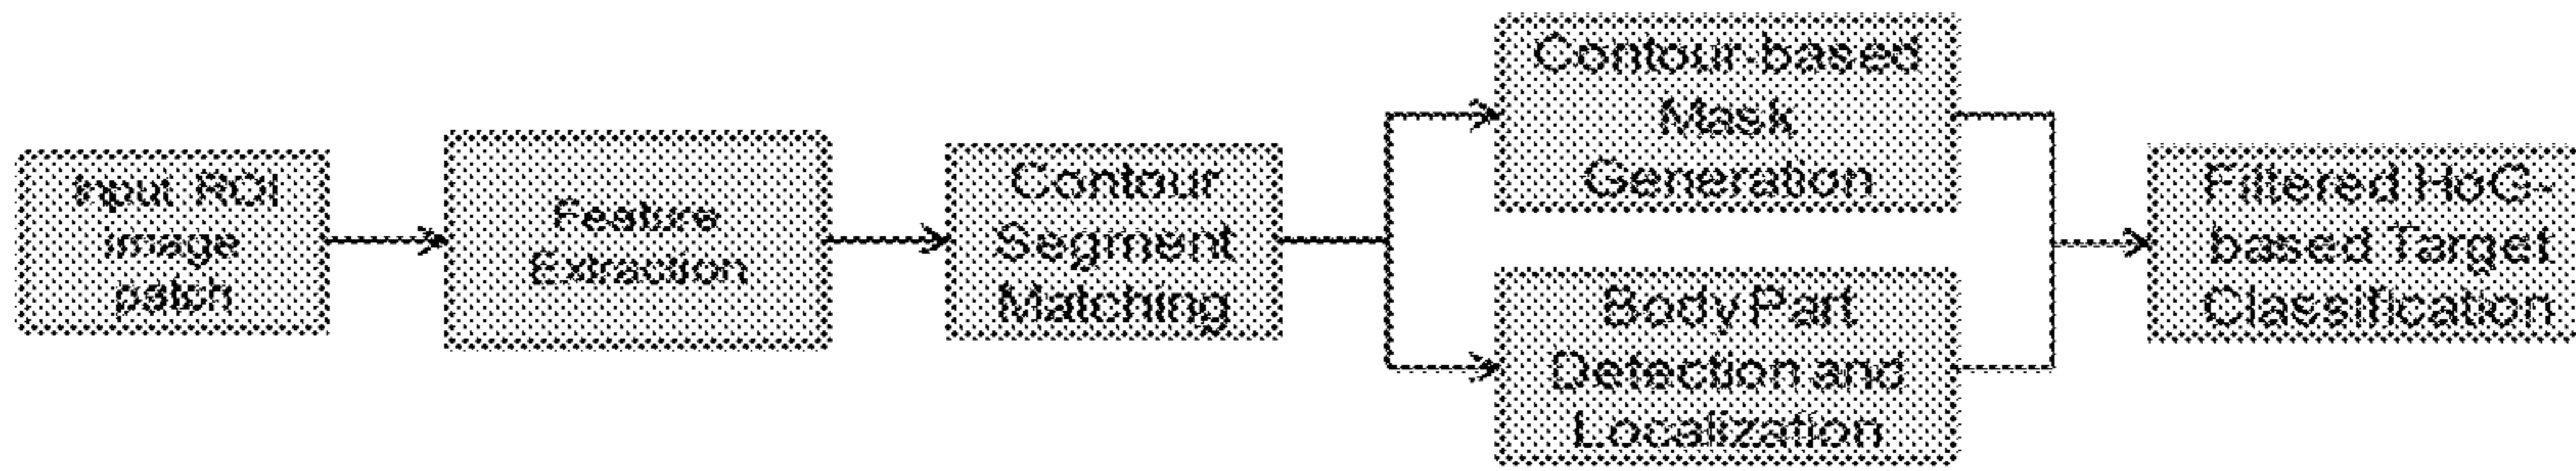 Input ROI
image
patch
Feature
Extraction
Contour
Segment
Matching
Contour-based
Mask
Generation
Body Part
Detection and
Localization
Filtered HoG-
based Target
Classification